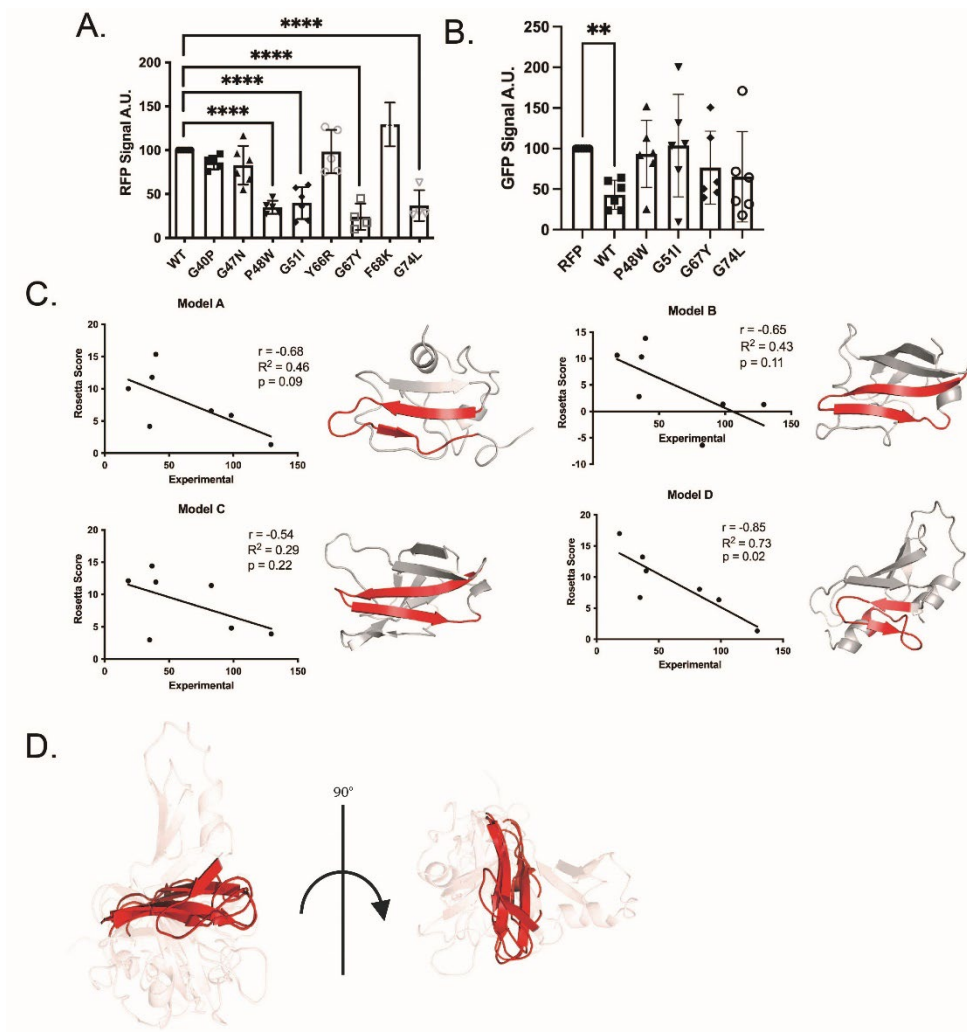 A.
****
****
****
****
RFP Signal A.U.
200
150
100
50
0
WT
G40P
G47N
P48W
G51I
Y66R
G67Y
F68K
G74L
B.
**
GFP Signal A.U.
250
200
150
100
50
0
RFP
WT
P48W
G51I
G67Y
G74L
C.
Model A
Rosetta Score
20
15
10
5
0
r = -0.68
R² = 0.46
p = 0.09
0
50
100
150
Experimental
Model B
Rosetta Score
20
15
10
5
0
-5
-10
r = -0.65
R² = 0.43
p = 0.11
50
100
150
Experimental
Model C
Rosetta Score
20
15
10
5
0
r = -0.54
R² = 0.29
p = 0.22
0
50
100
150
Experimental
Model D
Rosetta Score
20
15
10
5
0
r = -0.85
R² = 0.73
p = 0.02
0
50
100
150
Experimental
D.
90°